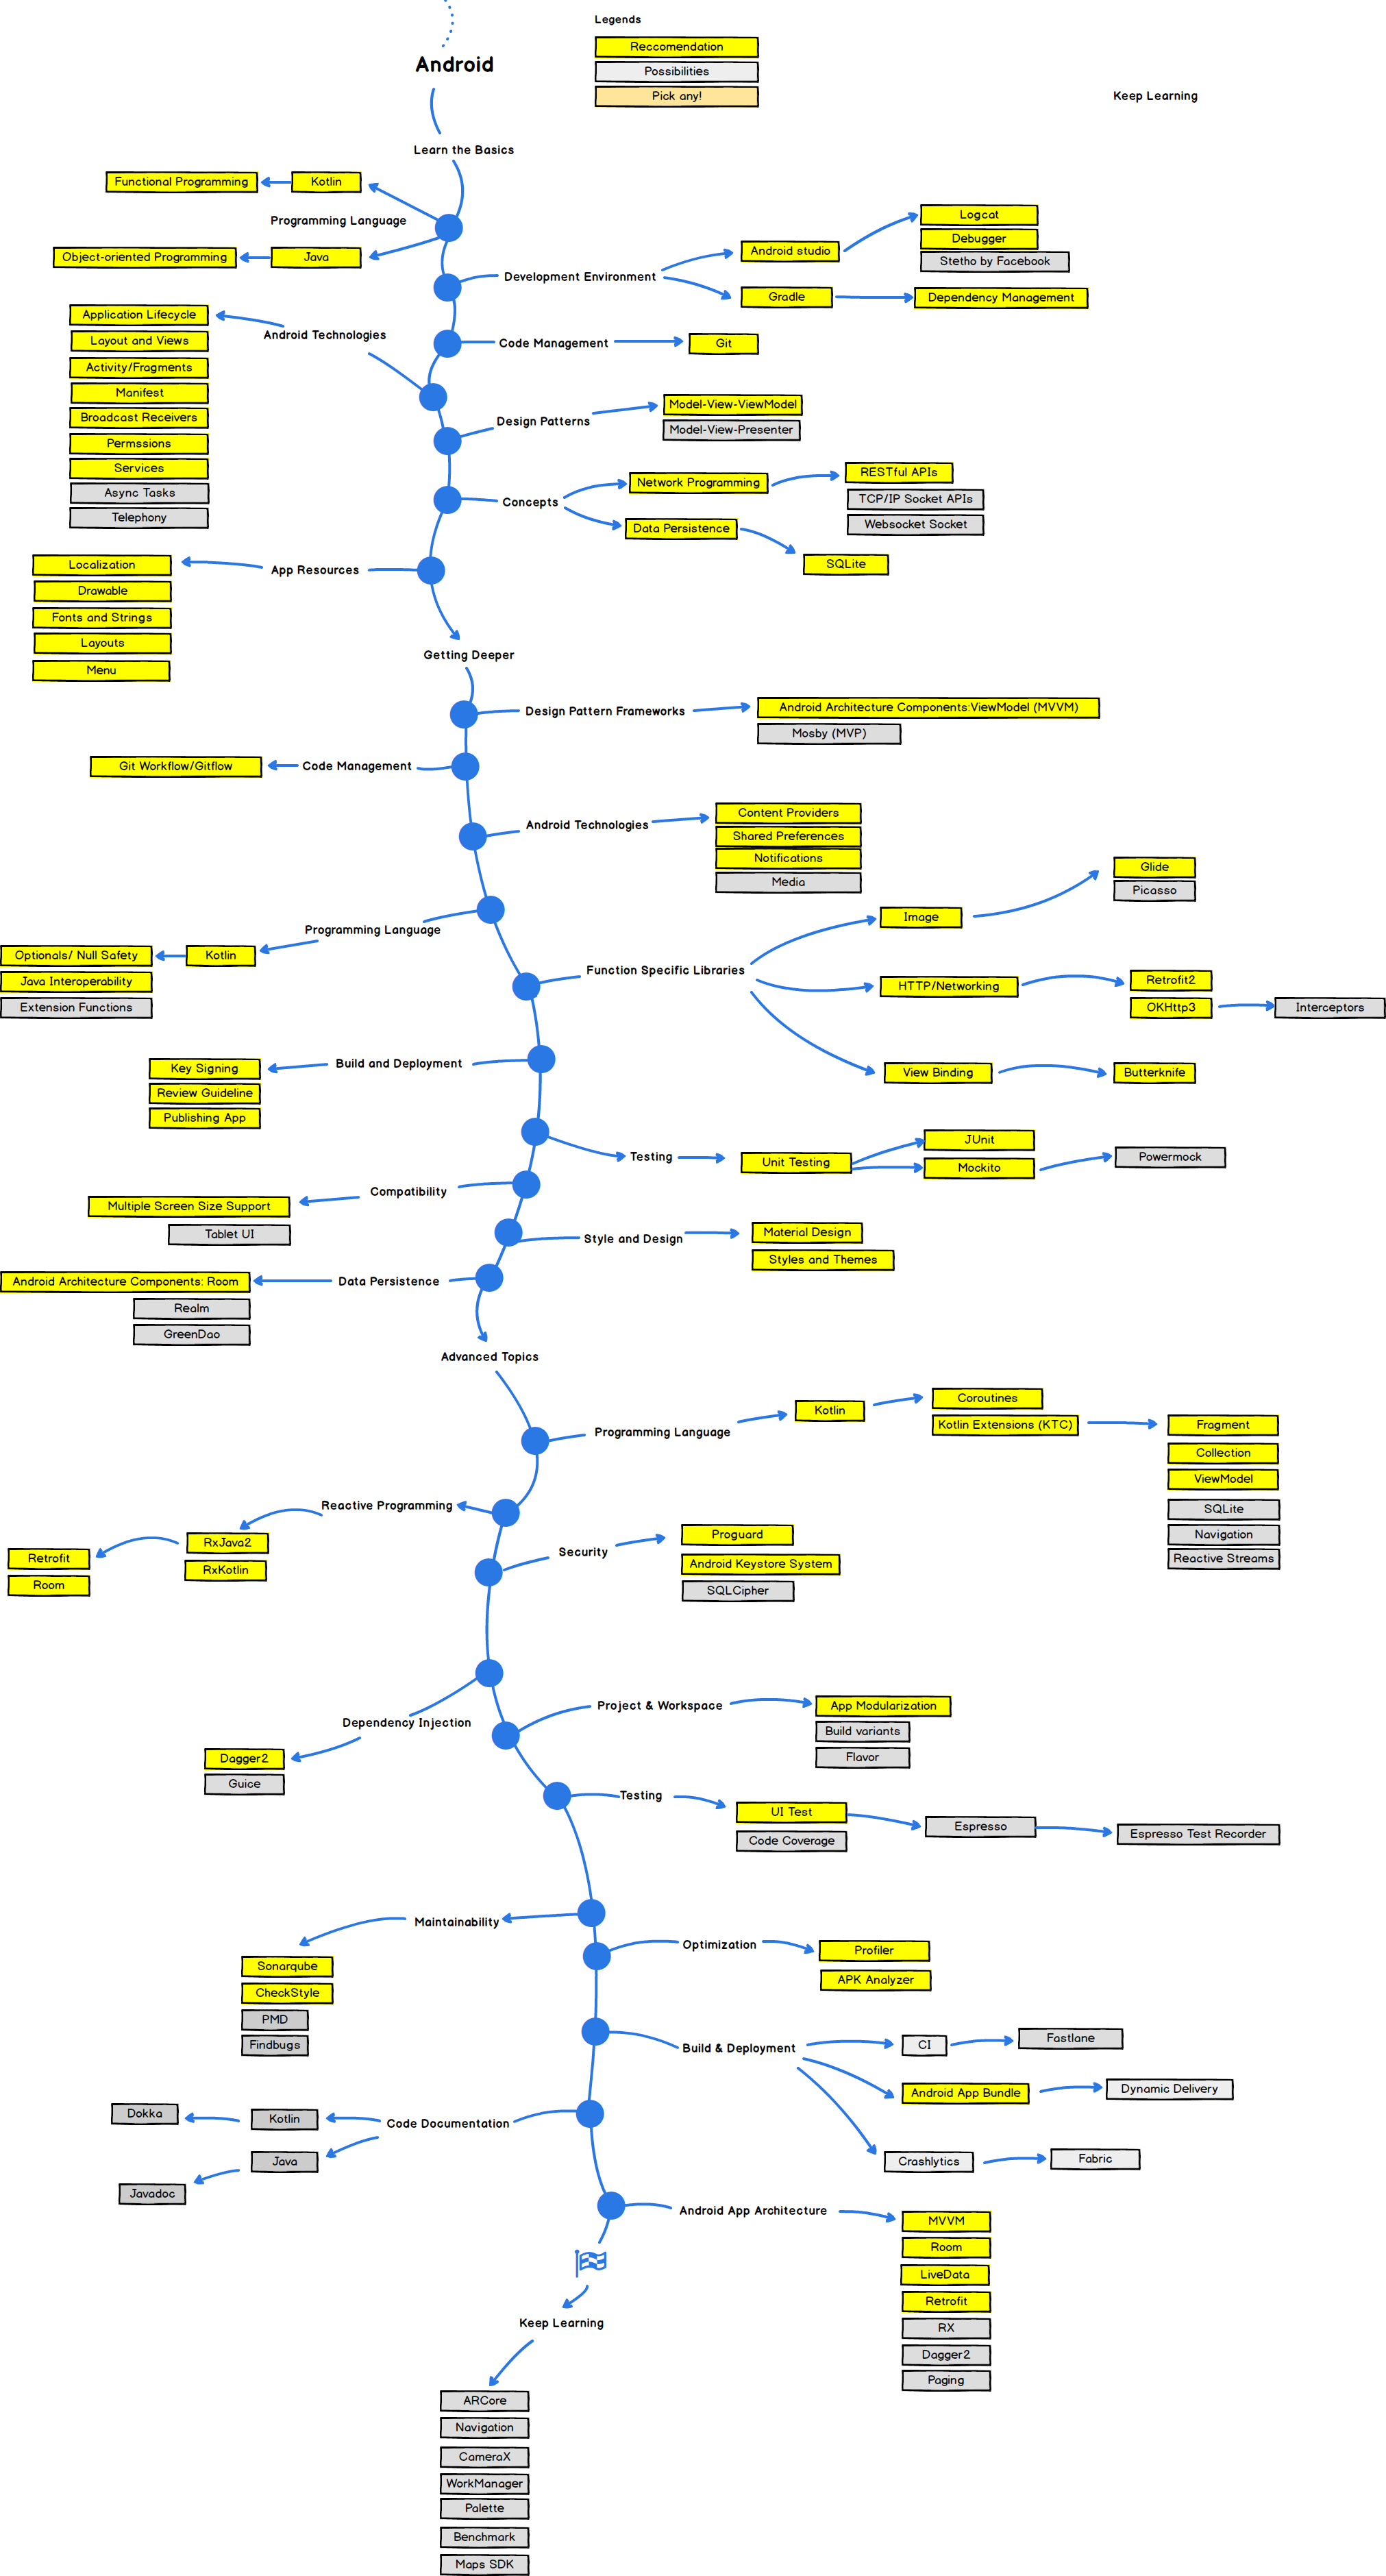 Legends
Reccomendation
Possibilities
Pick any!
Android
Keep Learning
Learn the Basics
Functional Programming
Kotlin
Programming Language
Object-oriented Programming
Java
Development Environment
Android studio
Logcat
Debugger
Stetho by Facebook
Gradle
Dependency Management
Code Management
Git
Android Technologies
Application Lifecycle
Layout and Views
Activity/Fragments
Manifest
Broadcast Receivers
Permssions
Services
Async Tasks
Telephony
Design Patterns
Model-View-ViewModel
Model-View-Presenter
Concepts
Network Programming
RESTful APIs
TCP/IP Socket APIs
Websocket Socket
Data Persistence
SQLite
App Resources
Localization
Drawable
Fonts and Strings
Layouts
Menu
Getting Deeper
Design Pattern Frameworks
Android Architecture Components:ViewModel (MVVM)
Mosby (MVP)
Code Management
Git Workflow/Gitflow
Android Technologies
Content Providers
Shared Preferences
Notifications
Media
Programming Language
Kotlin
Optionals/ Null Safety
Java Interoperability
Extension Functions
Function Specific Libraries
Image
Glide
Picasso
HTTP/Networking
Retrofit2
OKHttp3
Interceptors
View Binding
Butterknife
Build and Deployment
Key Signing
Review Guideline
Publishing App
Testing
Unit Testing
JUnit
Mockito
Powermock
Compatibility
Multiple Screen Size Support
Tablet UI
Style and Design
Material Design
Styles and Themes
Data Persistence
Android Architecture Components: Room
Realm
GreenDao
Advanced Topics
Programming Language
Kotlin
Coroutines
Kotlin Extensions (KTC)
Fragment
Collection
ViewModel
SQLite
Navigation
Reactive Streams
Reactive Programming
RxJava2
RxKotlin
Retrofit
Room
Security
Proguard
Android Keystore System
SQLCipher
Dependency Injection
Dagger2
Guice
Project & Workspace
App Modularization
Build variants
Flavor
Testing
UI Test
Code Coverage
Espresso
Espresso Test Recorder
Maintainability
Sonarqube
CheckStyle
PMD
Findbugs
Optimization
Profiler
APK Analyzer
Build & Deployment
CI
Fastlane
Android App Bundle
Dynamic Delivery
Crashlytics
Fabric
Code Documentation
Kotlin
Dokka
Java
Javadoc
Android App Architecture
MVVM
Room
LiveData
Retrofit
RX
Dagger2
Paging
Keep Learning
ARCore
Navigation
CameraX
WorkManager
Palette
Benchmark
Maps SDK